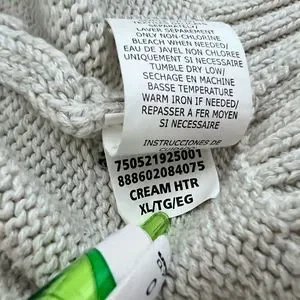 SEPARATELY/
LAVER SEPAREMENT
ONLY NON-CHLORINE
BLEACH WHEN NEEDED/
EAU DE JAVEL NON CHLOREE
UNIQUEMENT SI NECESSAIRE
TUMBLE DRY LOW/
SECHAGE EN MACHINE
BASSE TEMPERATURE
WARM IRON IF NEEDED/
REPASSER A FER MOYEN
SI NECESSAIRE
INSTRUCCIONES DE
CUIDADO
750521925001
888602084075
CREAM HTR
XL/TG/EG